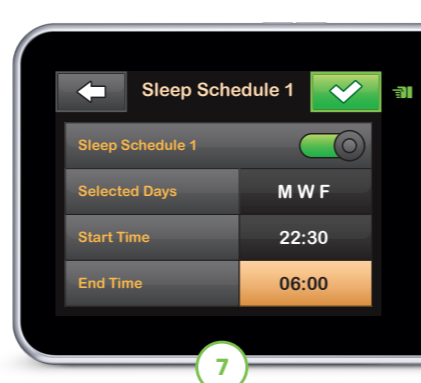 Sleep Schedule 1
Sleep Schedule 1
Selected Days M W F
Start Time 22:30
End Time 06:00
7